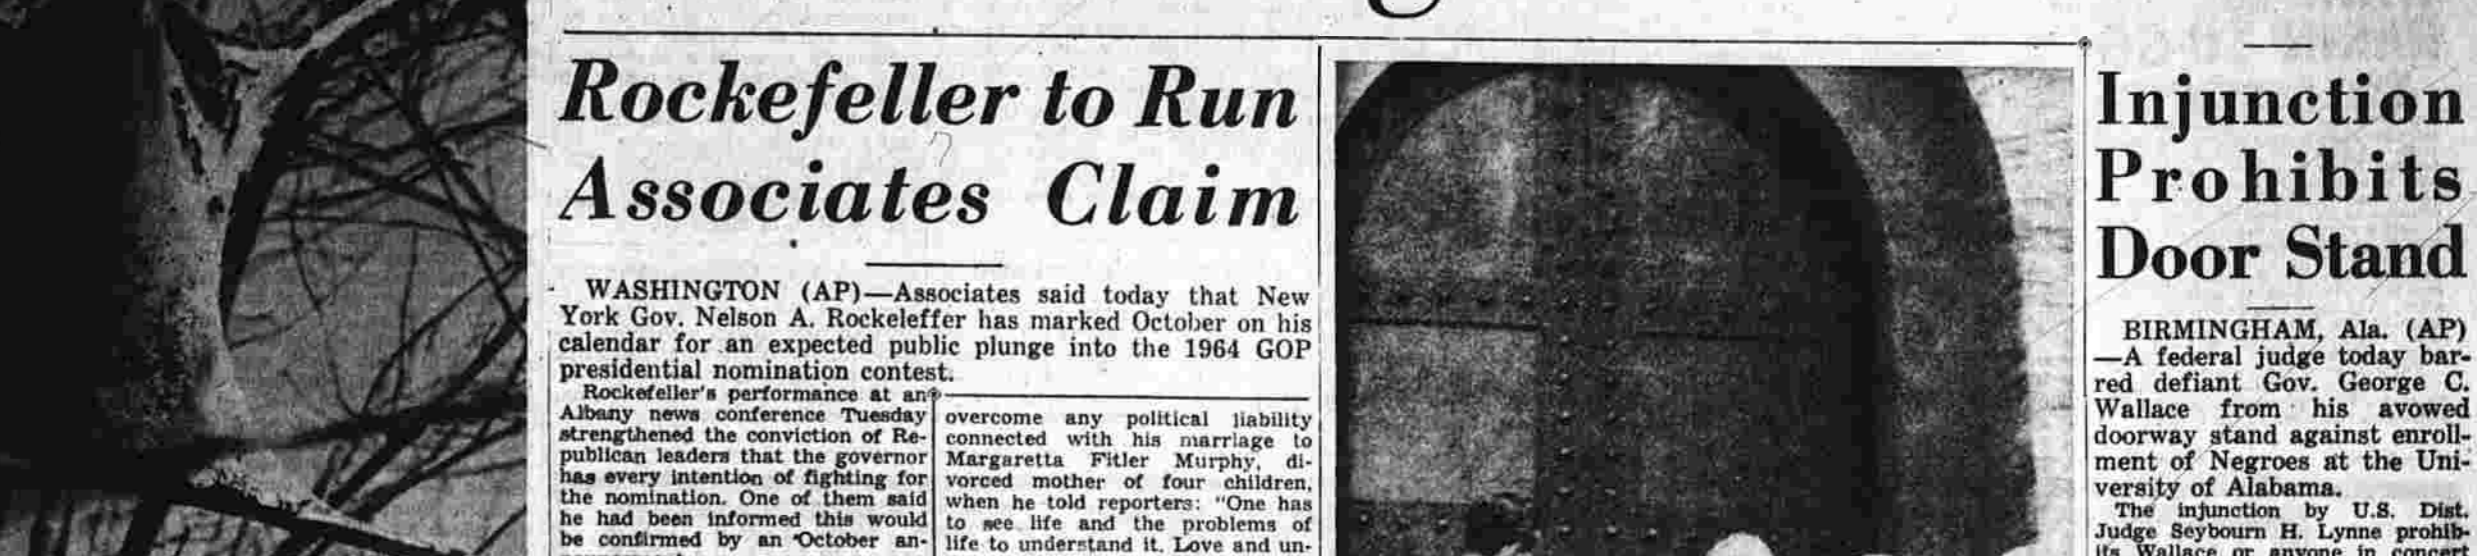 Rockefeller to Run
Associates Claim
WASHINGTON (AP)—Associates said today that New
York Gov. Nelson A. Rockeleffer has marked October on his
calendar for an expected public plunge into the 1964 GOP
presidential nomination contest.
Rockefeller's performance at an
Albany news conference Tuesday
strengthened the conviction of Re-
publican leaders that the governor
has every intention of fighting for
the nomination. One of them said
he had been informed this would
be confirmed by an October an-
overcome any political liability
connected with his marriage to
Margaretta Fitler Murphy, di-
vorced mother of four children,
when he told reporters: "One has
to see life and the problems of
life to understand it. Love and un-
Injunction
Prohibits
Door Stand
BIRMINGHAM, Ala. (AP)
—A federal judge today bar-
red defiant Gov. George C.
Wallace from his avowed
doorway stand against enroll-
ment of Negroes at the Uni-
versity of Alabama.
The injunction by U.S. Dist.
Judge Seybourn H. Lynne prohib-
its Wallace or anyone in concert